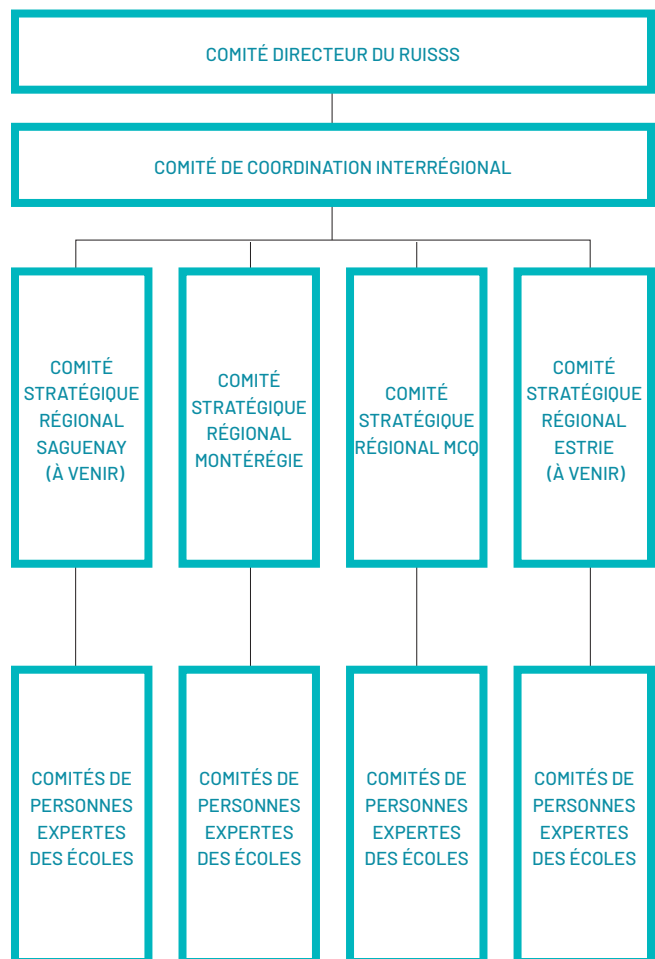 COMITÉ DIRECTEUR DU RUISSS
COMITÉ DE COORDINATION INTERRÉGIONAL
COMITÉ
STRATÉGIQUE
RÉGIONAL
SAGUENAY
(À VENIR)
COMITÉ
STRATÉGIQUE
RÉGIONAL
MONTÉRÉGIE
COMITÉ
STRATÉGIQUE
RÉGIONAL MCQ
COMITÉ
STRATÉGIQUE
RÉGIONAL
ESTRIE
(À VENIR)
COMITÉS DE
PERSONNES
EXPERTES
DES ÉCOLES
COMITÉS DE
PERSONNES
EXPERTES
DES ÉCOLES
COMITÉS DE
PERSONNES
EXPERTES
DES ÉCOLES
COMITÉS DE
PERSONNES
EXPERTES
DES ÉCOLES